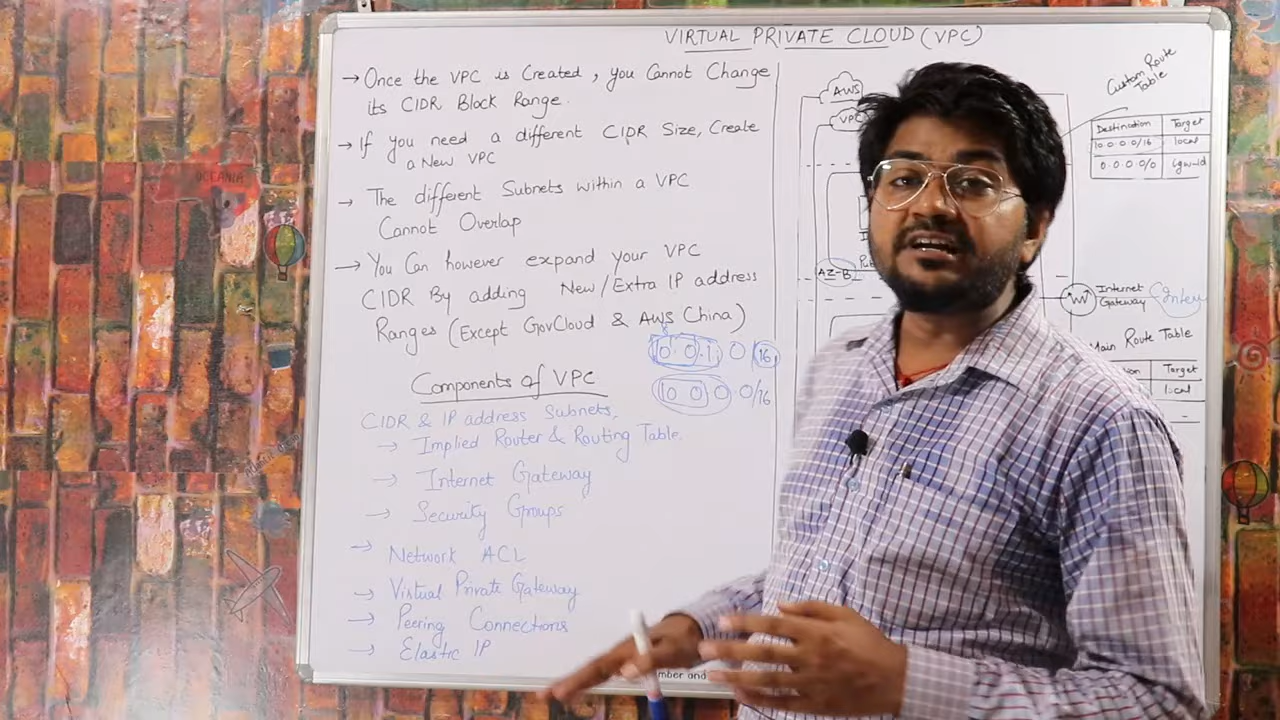 VIRTUAL PRIVATE CLOUD (VPC)
→ Once the VPC is Created, you Cannot Change
its CIDR Block Range.
→ If you need a different CIDR Size, Create
a New VPC
→ The different Subnets within a VPC
Cannot Overlap
→ You Can however expand your VPC
CIDR By adding New/Extra IP address
Ranges (Except GovCloud & AWS China)
10.0.1.0/16
10.0.0.0/16
Components of VPC
CIDR & IP address Subnets.
→ Implied Router & Routing Table.
→ Internet Gateway
→ Security Groups
→ Network ACL
→ Virtual Private Gateway
→ Peering Connections
→ Elastic IP
AWS
VPC
AZ-B
Custom Route
Table
Destination Target
10.0.0.0/16 local
0.0.0.0/0 igw-id
Internet
Gateway
Main Route Table
Target
local
OCEANIA